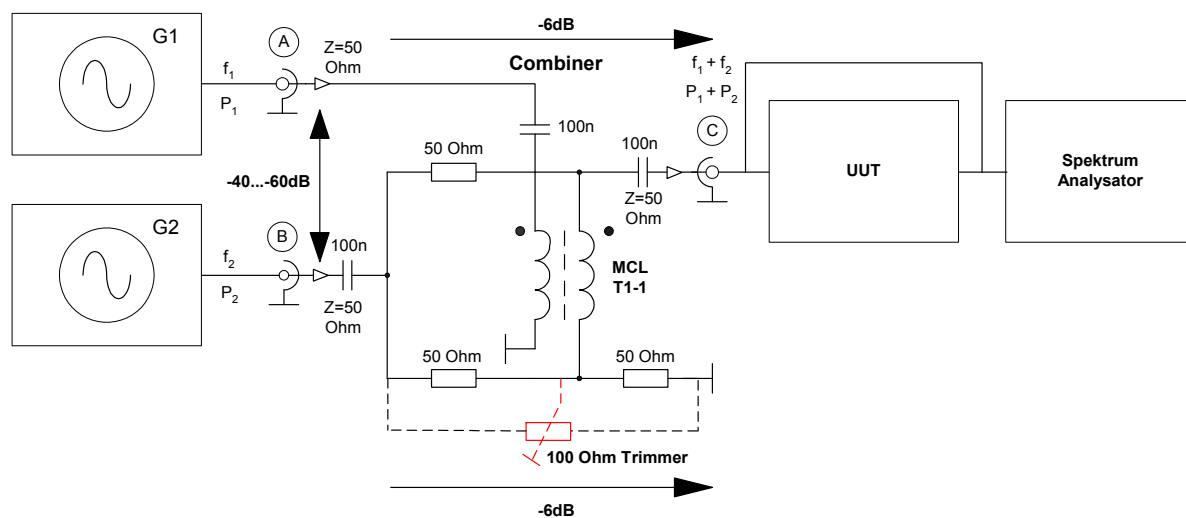 G1
f1
P1
A
Z=50
Ohm
-6dB
Combiner
f1 + f2
P1 + P2
C
100n
100n
50 Ohm
Z=50
Ohm
UUT
Spektrum
Analysator
-40...-60dB
G2
f2
P2
B
100n
Z=50
Ohm
MCL
T1-1
50 Ohm
50 Ohm
100 Ohm Trimmer
-6dB